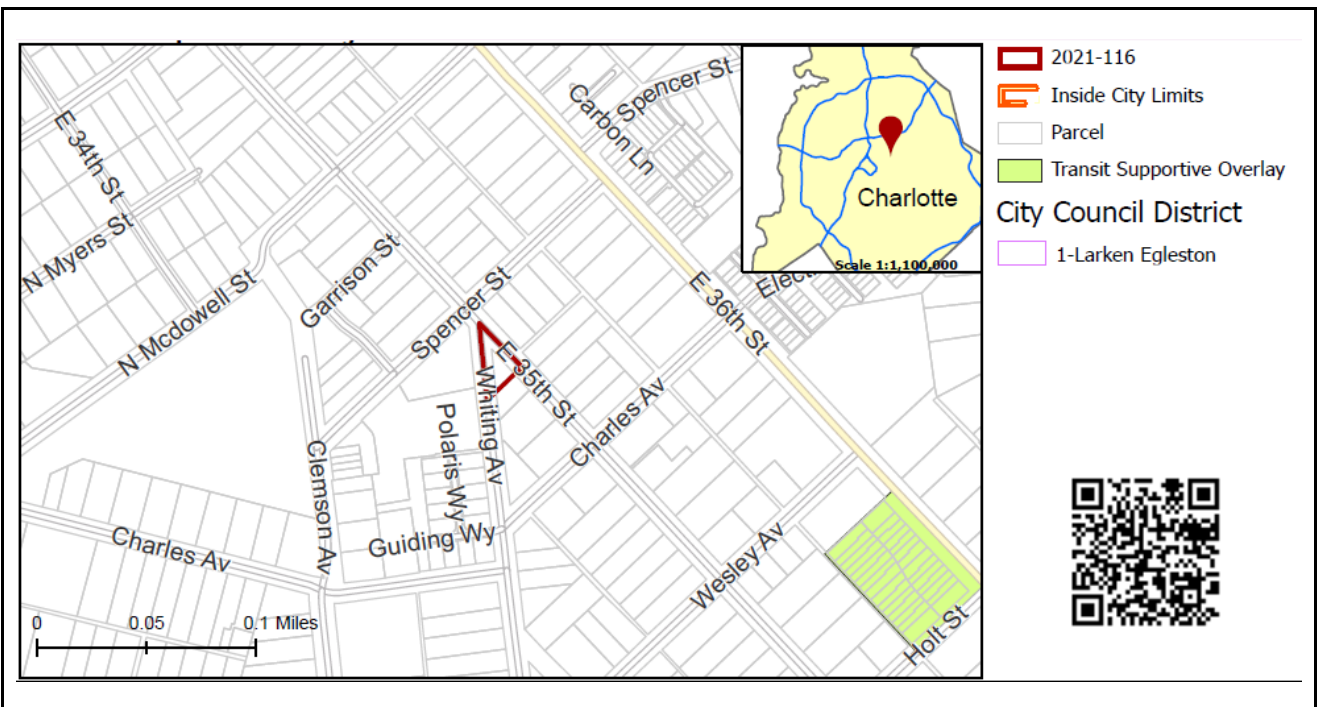 2021-116
Inside City Limits
Parcel
Transit Supportive Overlay
City Council District
1-Larken Egleston
Charlotte
Scale 1:1,100,000
Spencer St
Carbon Ln
E 34th St
N Myers St
N Mcdowell St
Garrison St
Spencer St
E 36th St
E 35th St
Whiting Av
Polaris Wy
Charles Av
Clemson Av
Guiding Wy
Charles Av
Wesley Av
Holt St
0 0.05 0.1 Miles